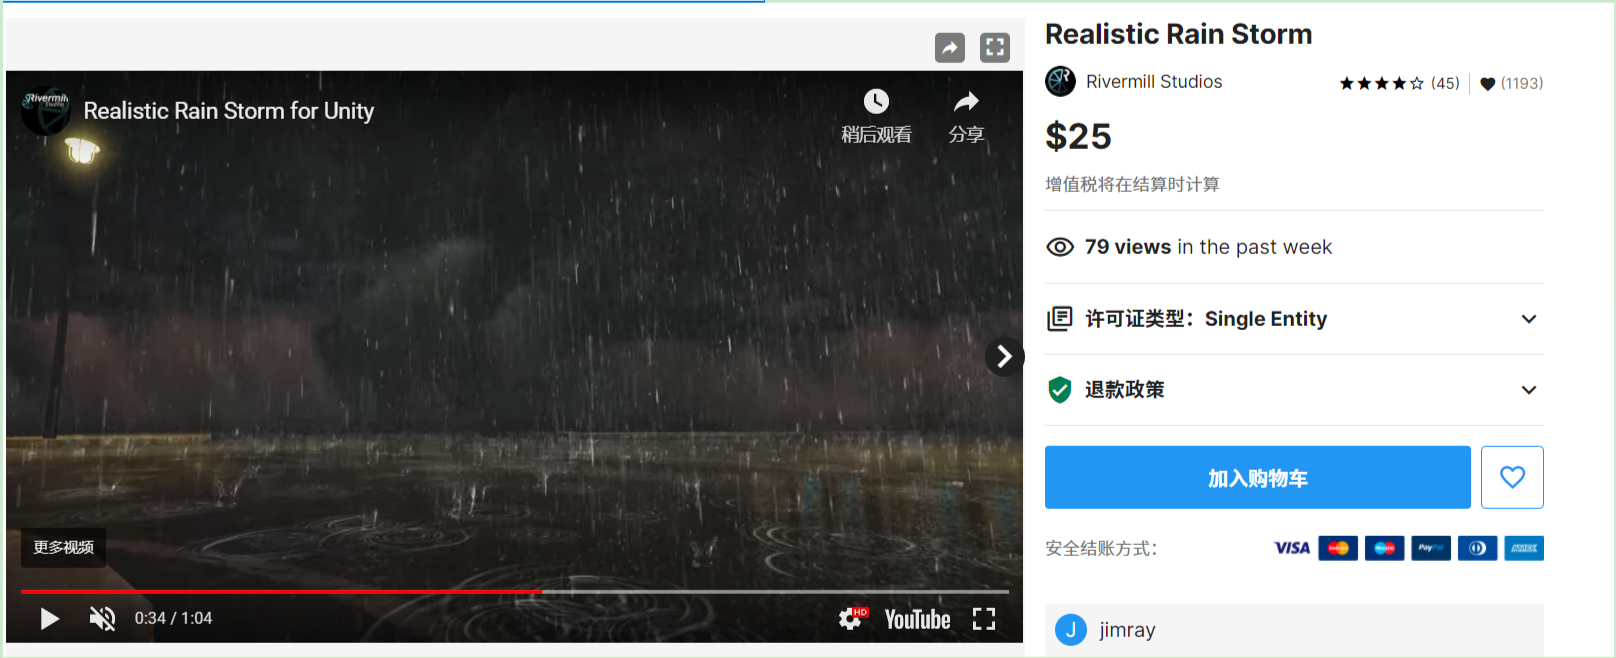 Rivermill
Studios
Realistic Rain Storm for Unity
稍后观看
分享
更多视频
0:34 / 1:04
HD
YouTube
Realistic Rain Storm
Rivermill Studios
(45)
(1193)
$25
增值税将在结算时计算
79 views in the past week
许可证类型：Single Entity
退款政策
加入购物车
安全结账方式：
VISA
PayPal
AMEX
J
jimray